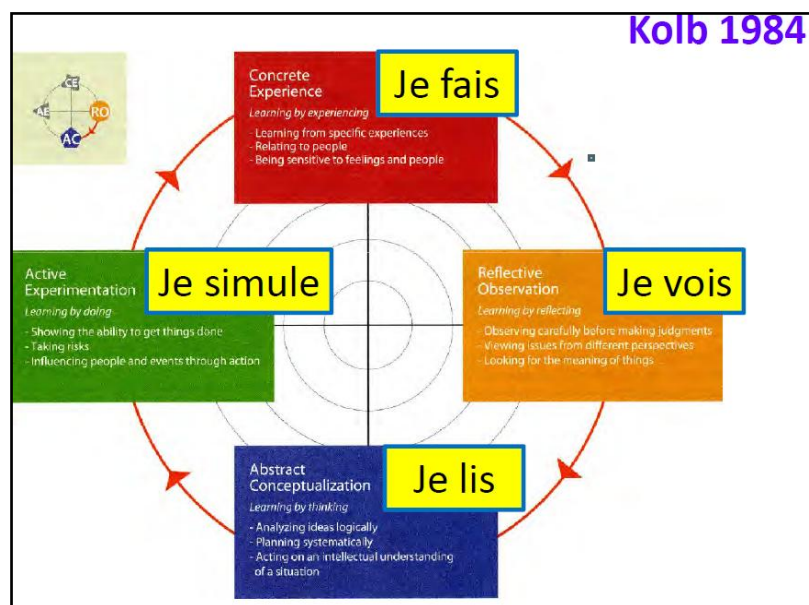 Kolb 1984
CE
AE
RO
AC
Concrete
Experience
Je fais
Learning by experiencing
- Learning from specific experiences
- Relating to people
- Being sensitive to feelings and people
Active
Experimentation
Je simule
Learning by doing
- Showing the ability to get things done
- Taking risks
- Influencing people and events through action
Reflective
Observation
Je vois
Learning by reflecting
- Observing carefully before making judgments
- Viewing issues from different perspectives
- Looking for the meaning of things
Abstract
Conceptualization
Je lis
Learning by thinking
- Analyzing ideas logically
- Planning systematically
- Acting on an intellectual understanding
of a situation